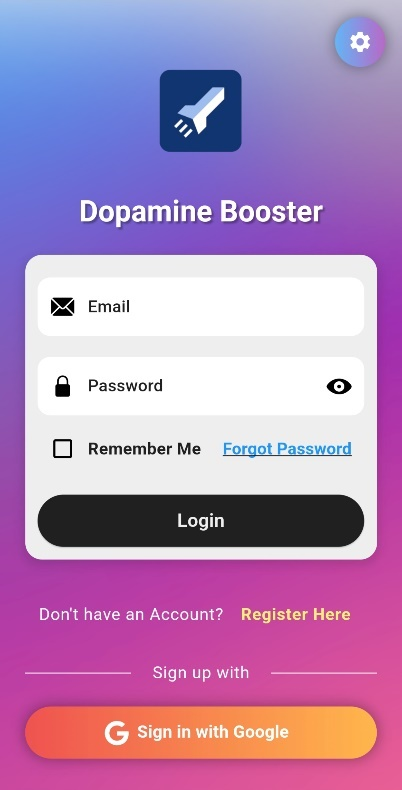 Dopamine Booster
Email
Password
Remember Me Forgot Password
Login
Don't have an Account? Register Here
Sign up with
Sign in with Google